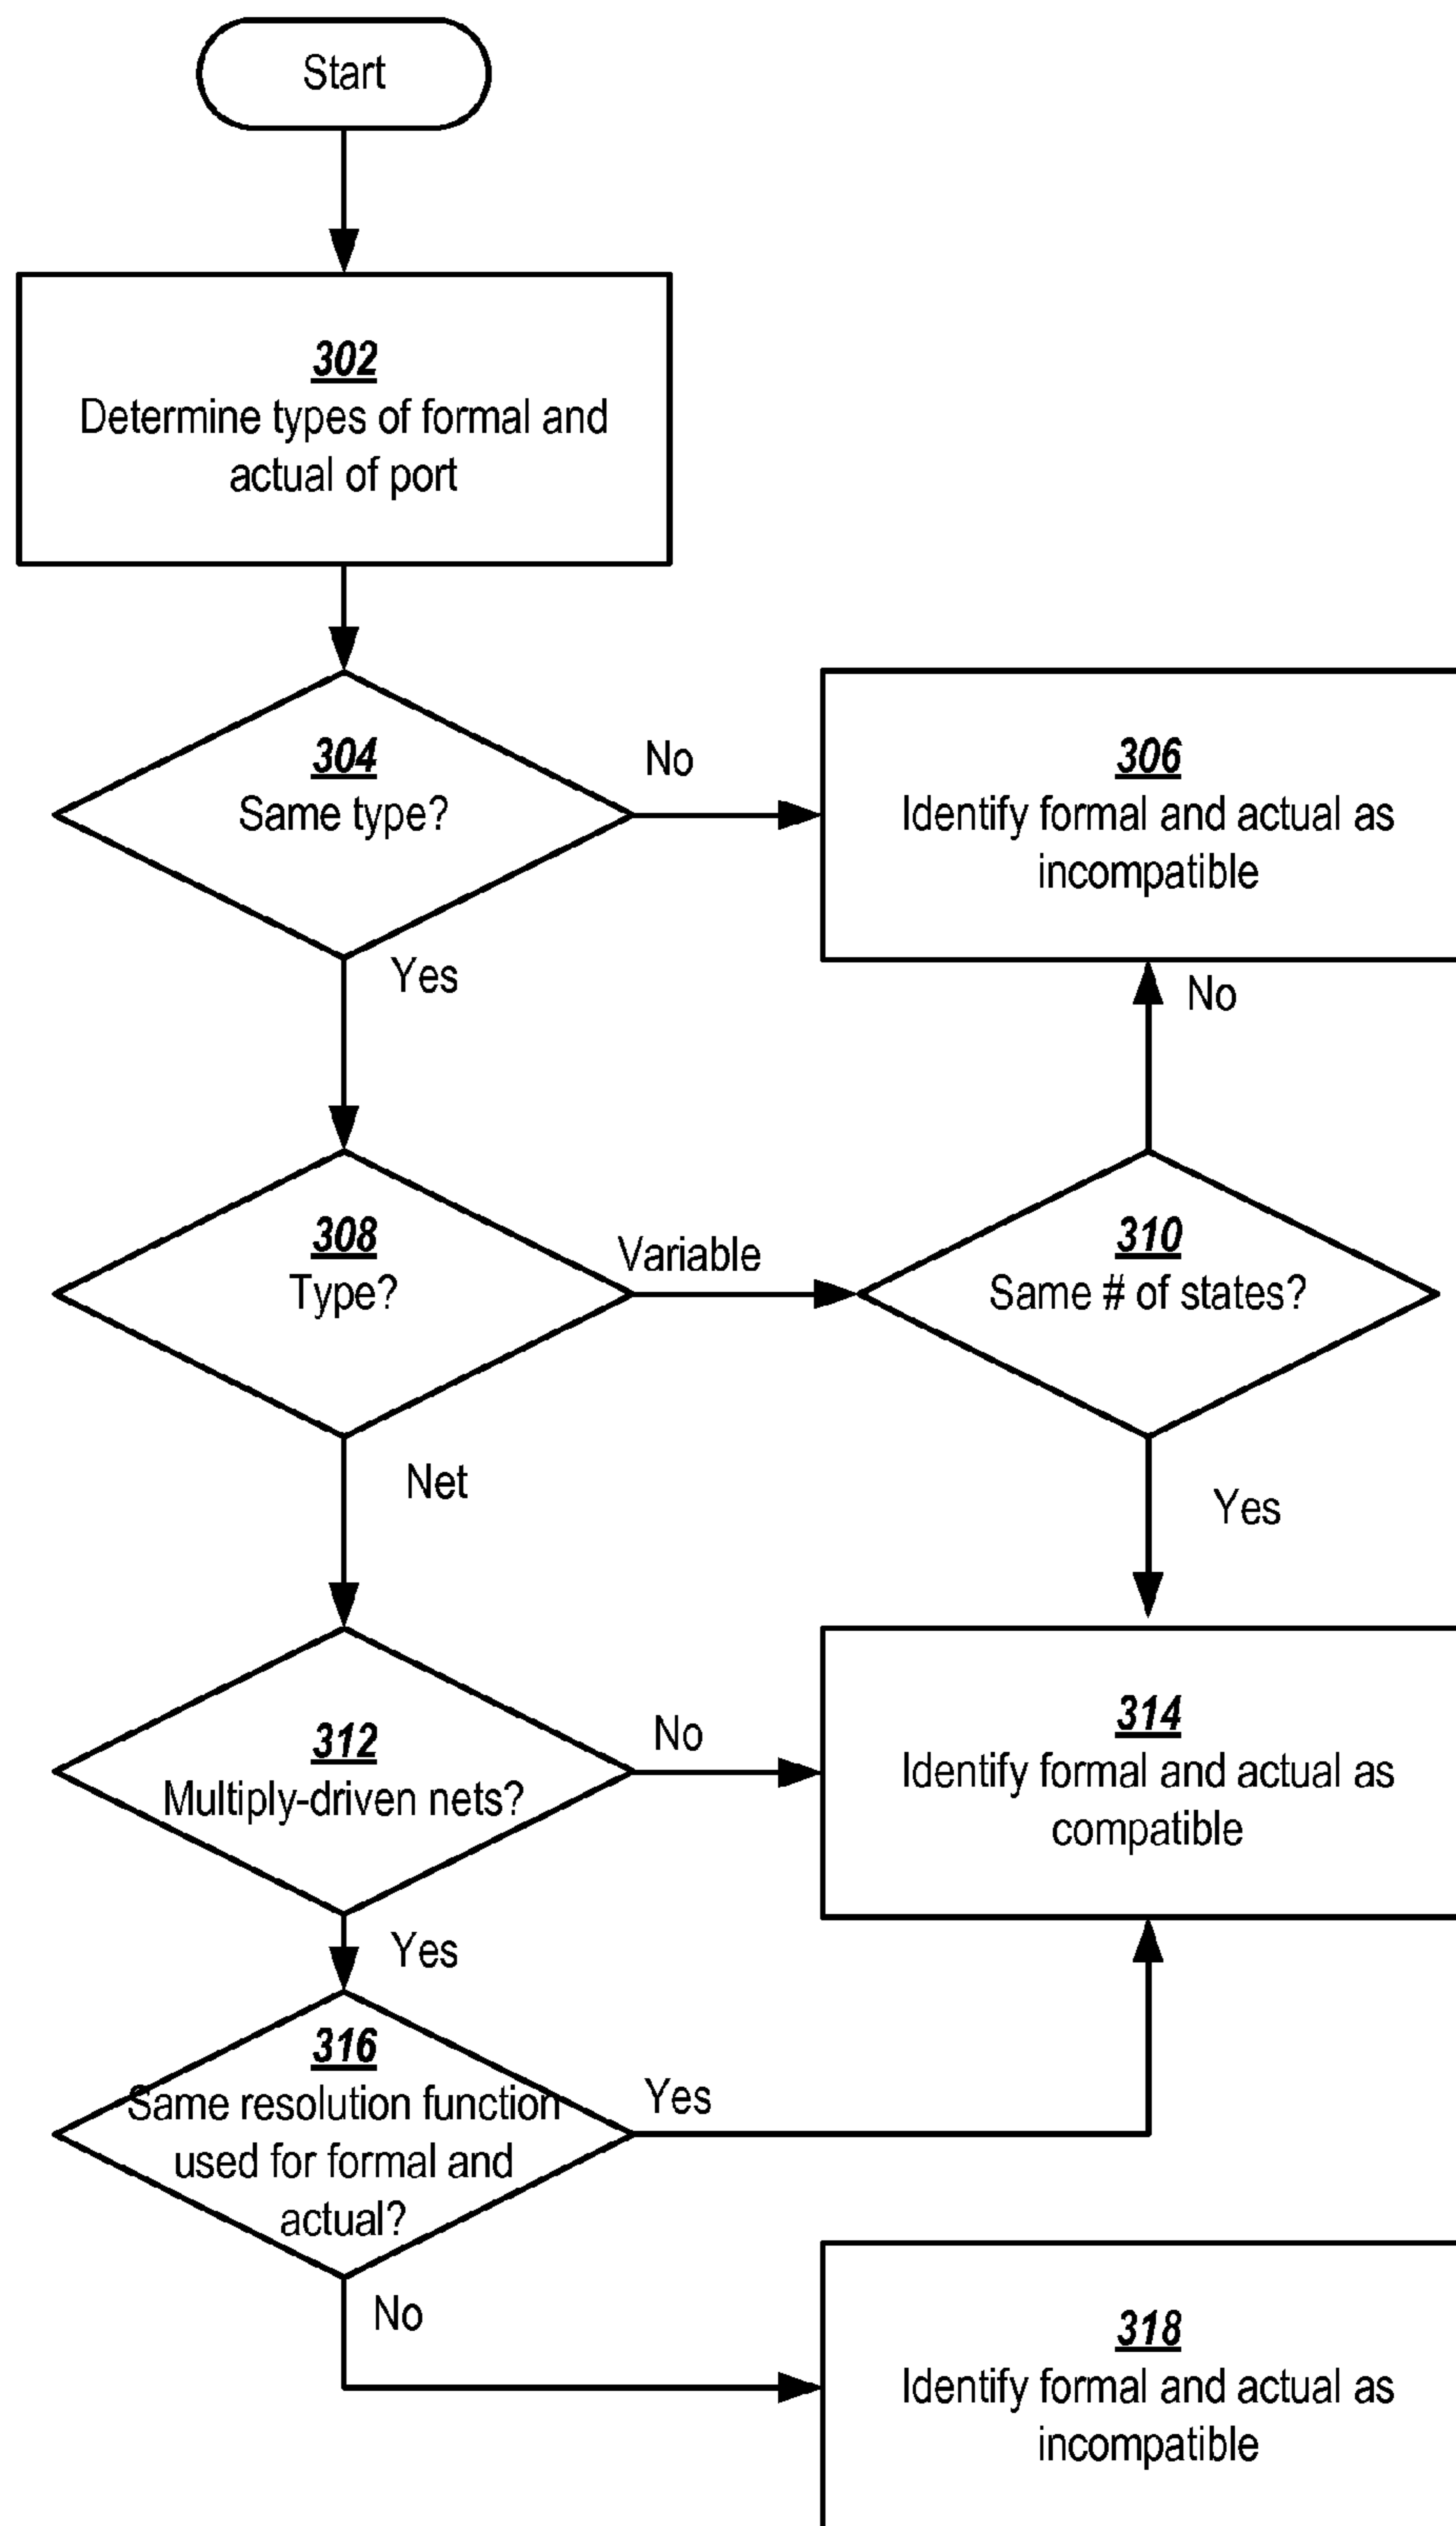 Start
302
Determine types of formal and
actual of port
304
Same type?
No
306
Identify formal and actual as
incompatible
Yes
No
308
Type?
Variable
310
Same # of states?
Net
Yes
312
Multiply-driven nets?
No
314
Identify formal and actual as
compatible
Yes
316
Same resolution function
used for formal and
actual?
Yes
No
318
Identify formal and actual as
incompatible